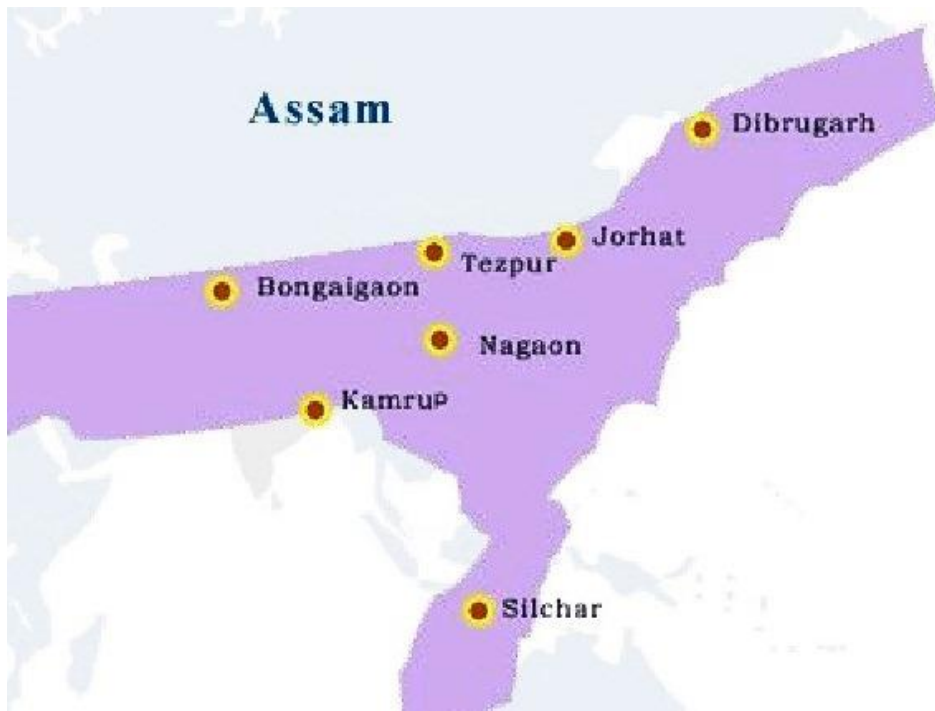 Assam
Dibrugarh
Jorhat
Tezpur
Bongaigaon
Nagaon
Kamrup
Silchar